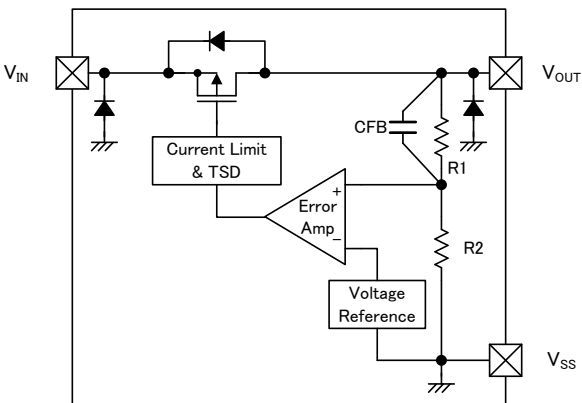 VIN
VOUT
CFB
R1
Current Limit
& TSD
+
Error
Amp
−
R2
Voltage
Reference
VSS